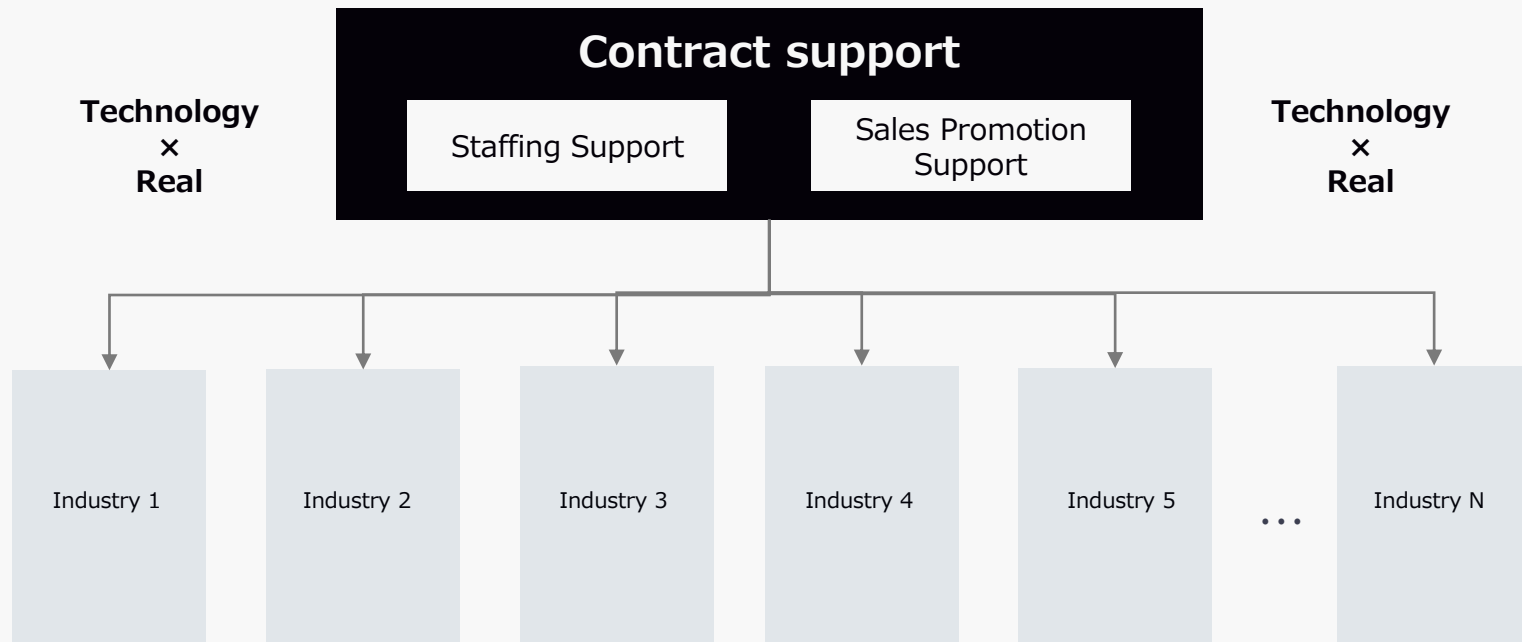 Contract support
Technology
×
Real
Staffing Support
Sales Promotion
Support
Technology
×
Real
Industry 1
Industry 2
Industry 3
Industry 4
Industry 5
...
Industry N